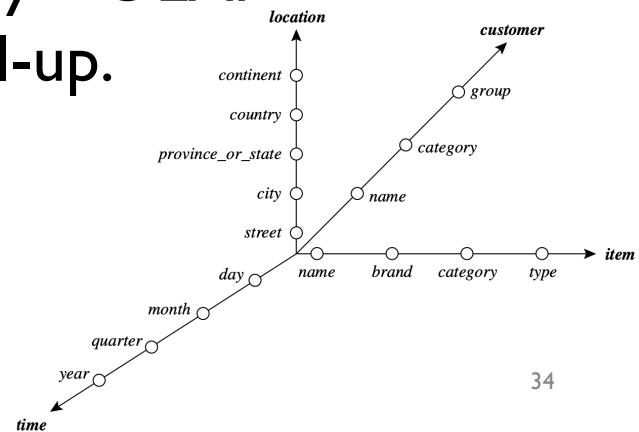 l-up.
location
continent
country
province_or_state
city
street
customer
group
category
name
item
name
brand
category
type
day
month
quarter
year
time
34